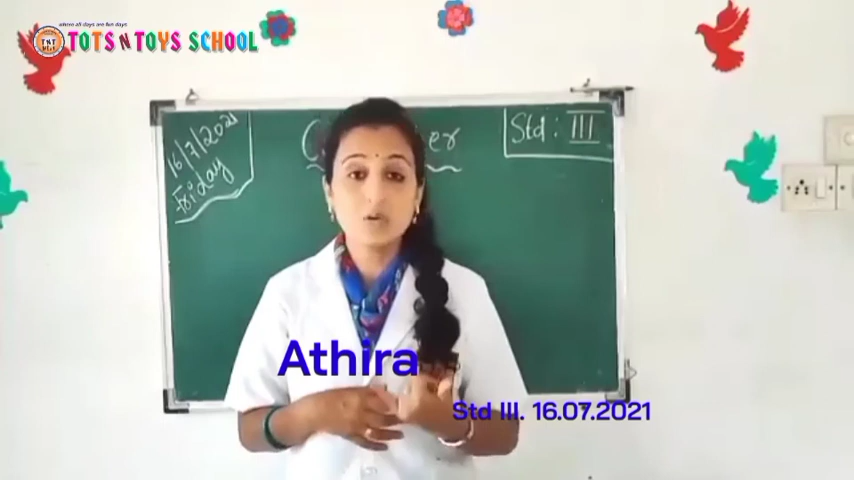 where all days are fun days
TOTS N TOYS SCHOOL
16/7/2021
Friday
Std : III
Athira
Std III. 16.07.2021